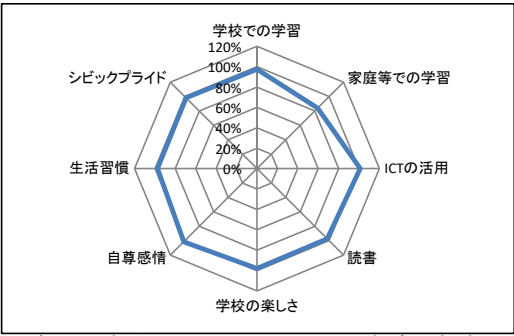 学校での学習
120%
100%
80%
60%
40%
20%
0%
家庭等での学習
ICTの活用
読書
学校の楽しさ
自尊感情
生活習慣
シビックプライド